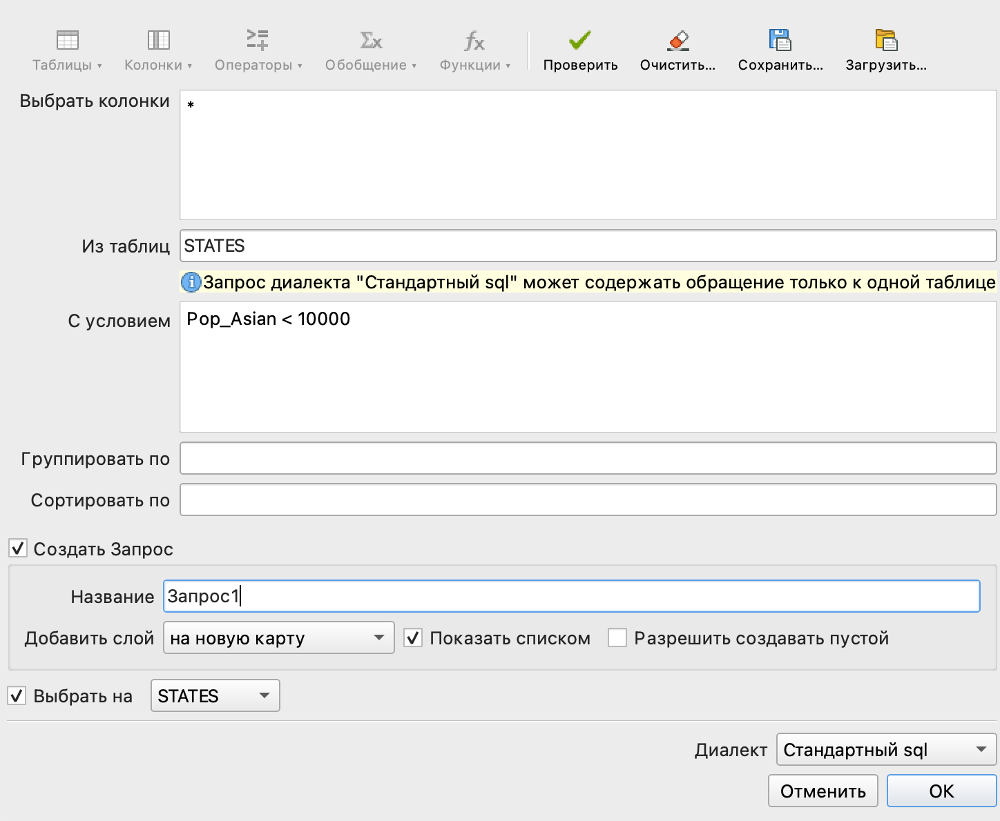 Таблицы Колонки Операторы Обобщение Функции Проверить Очистить... Сохранить... Загрузить...
Выбрать колонки *
Из таблиц STATES
Запрос диалекта "Стандартный sql" может содержать обращение только к одной таблице
С условием Pop_Asian < 10000
Группировать по
Сортировать по
Создать Запрос
Название Запрос1
Добавить слой на новую карту Показать списком Разрешить создавать пустой
Выбрать на STATES
Диалект Стандартный sql
Отменить OK